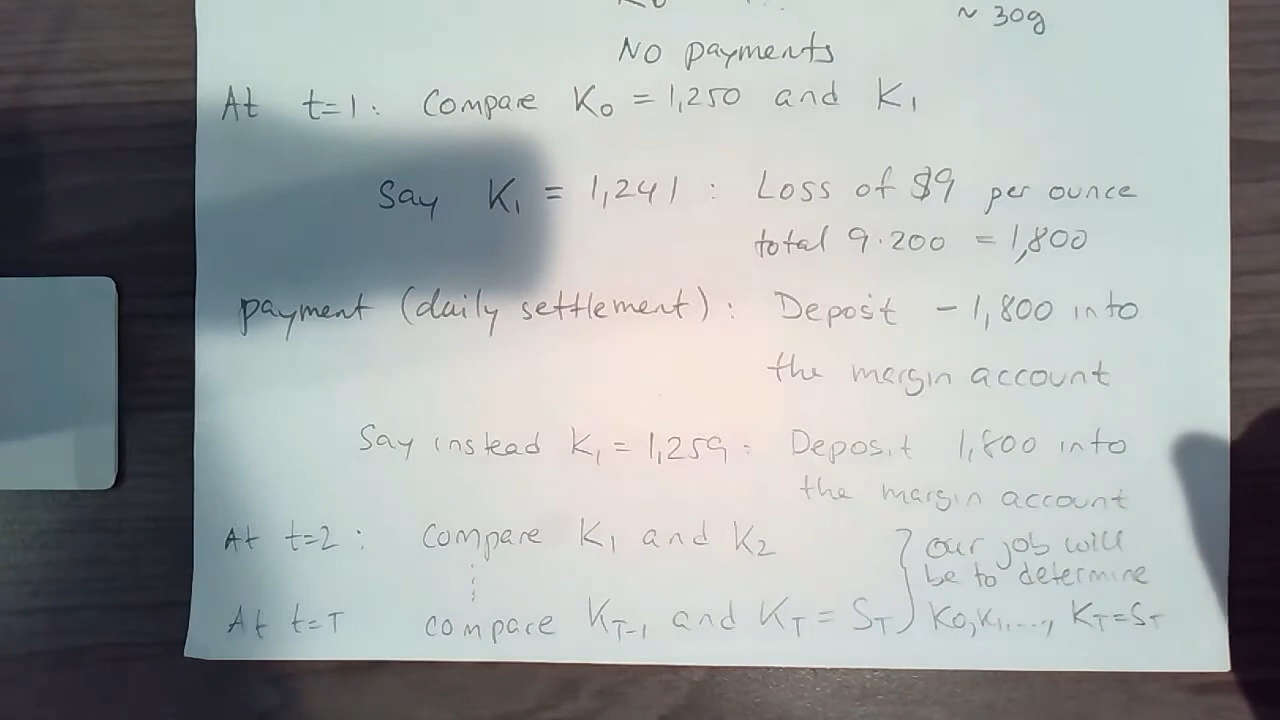 ~ 30g
No payments
At t=1: Compare K₀ = 1,250 and K₁
Say K₁ = 1,241 : Loss of $9 per ounce
total 9·200 = 1,800
payment (daily settlement): Deposit -1,800 into
the margin account
Say instead K₁ = 1,259: Deposit 1,800 into
the margin account
At t=2: compare K₁ and K₂
our job will
be to determine
At t=T compare K_{T-1} and K_T = S_T K₀,K₁,..., K_T=S_T